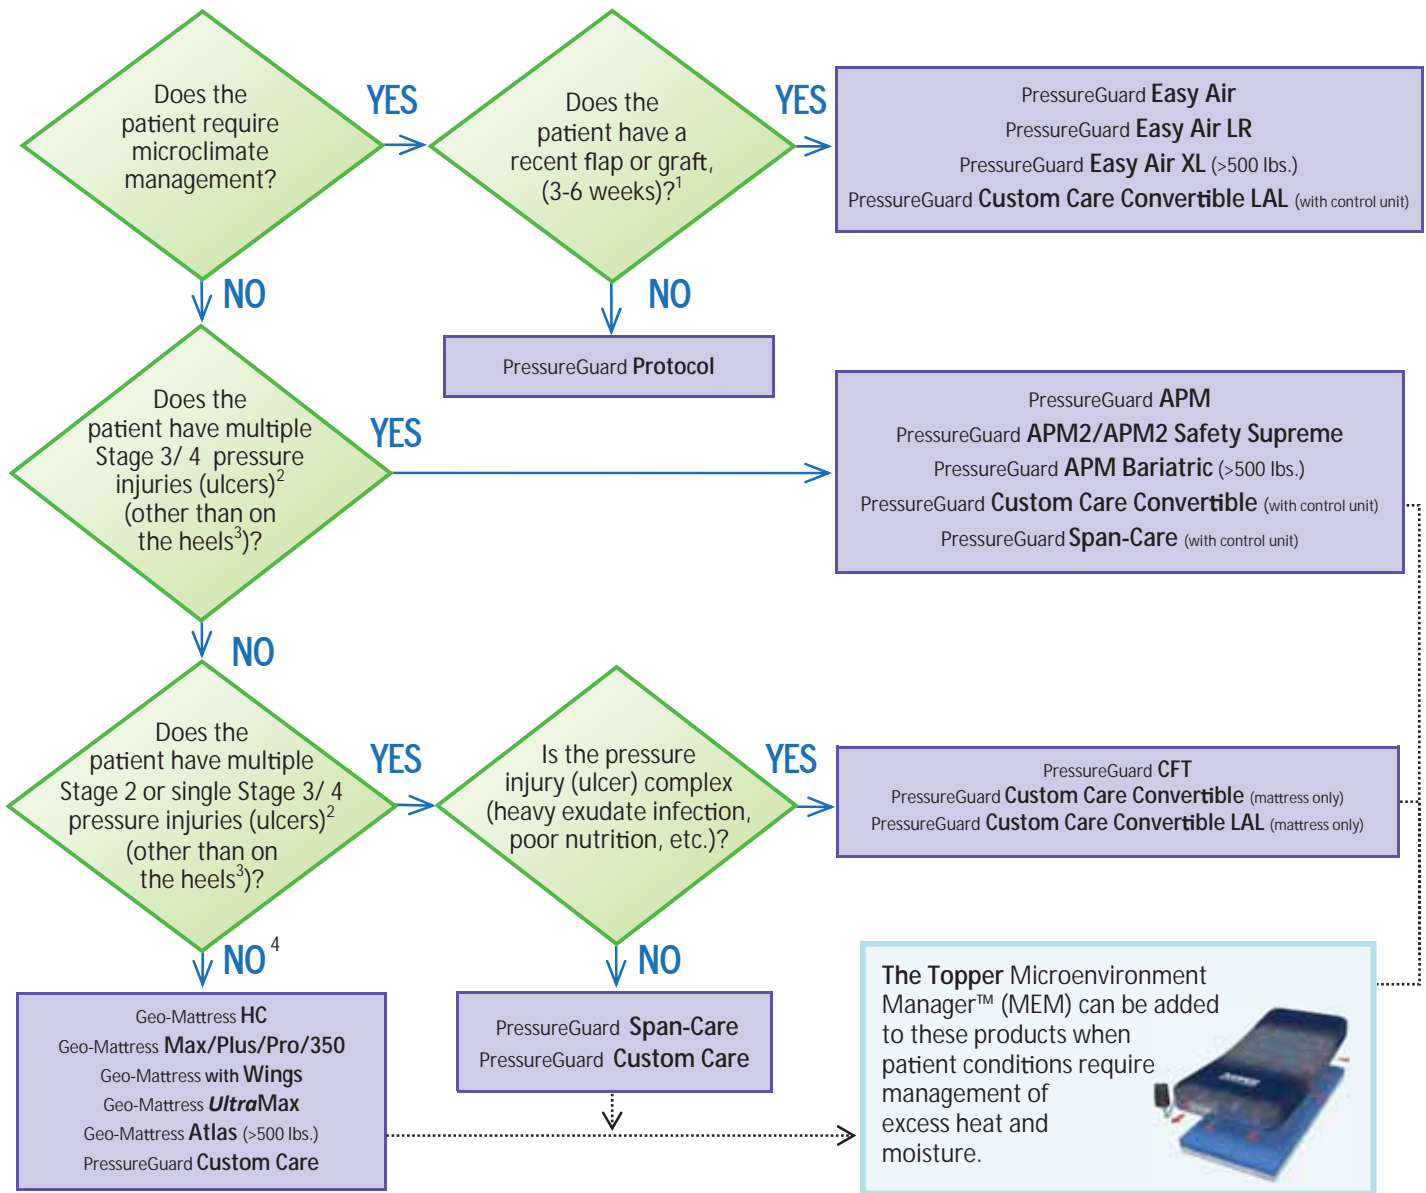 Does the
patient require
microclimate
management?
YES
Does the
patient have a
recent flap or graft,
(3-6 weeks)?1
YES
PressureGuard Easy Air
PressureGuard Easy Air LR
PressureGuard Easy Air XL (>500 lbs.)
PressureGuard Custom Care Convertible LAL (with control unit)
NO
NO
PressureGuard Protocol
Does the
patient have multiple
Stage 3/ 4 pressure
injuries (ulcers)2
(other than on
the heels3)?
YES
PressureGuard APM
PressureGuard APM2/APM2 Safety Supreme
PressureGuard APM Bariatric (>500 lbs.)
PressureGuard Custom Care Convertible (with control unit)
PressureGuard Span-Care (with control unit)
NO
Does the
patient have multiple
Stage 2 or single Stage 3/ 4
pressure injuries (ulcers)2
(other than on
the heels3)?
YES
Is the pressure
injury (ulcer) complex
(heavy exudate infection,
poor nutrition, etc.)?
YES
PressureGuard CFT
PressureGuard Custom Care Convertible (mattress only)
PressureGuard Custom Care Convertible LAL (mattress only)
NO4
NO
Geo-Mattress HC
Geo-Mattress Max/Plus/Pro/350
Geo-Mattress with Wings
Geo-Mattress UltraMax
Geo-Mattress Atlas (>500 lbs.)
PressureGuard Custom Care
PressureGuard Span-Care
PressureGuard Custom Care
The Topper Microenvironment
Manager™ (MEM) can be added
to these products when
patient conditions require
management of
excess heat and
moisture.